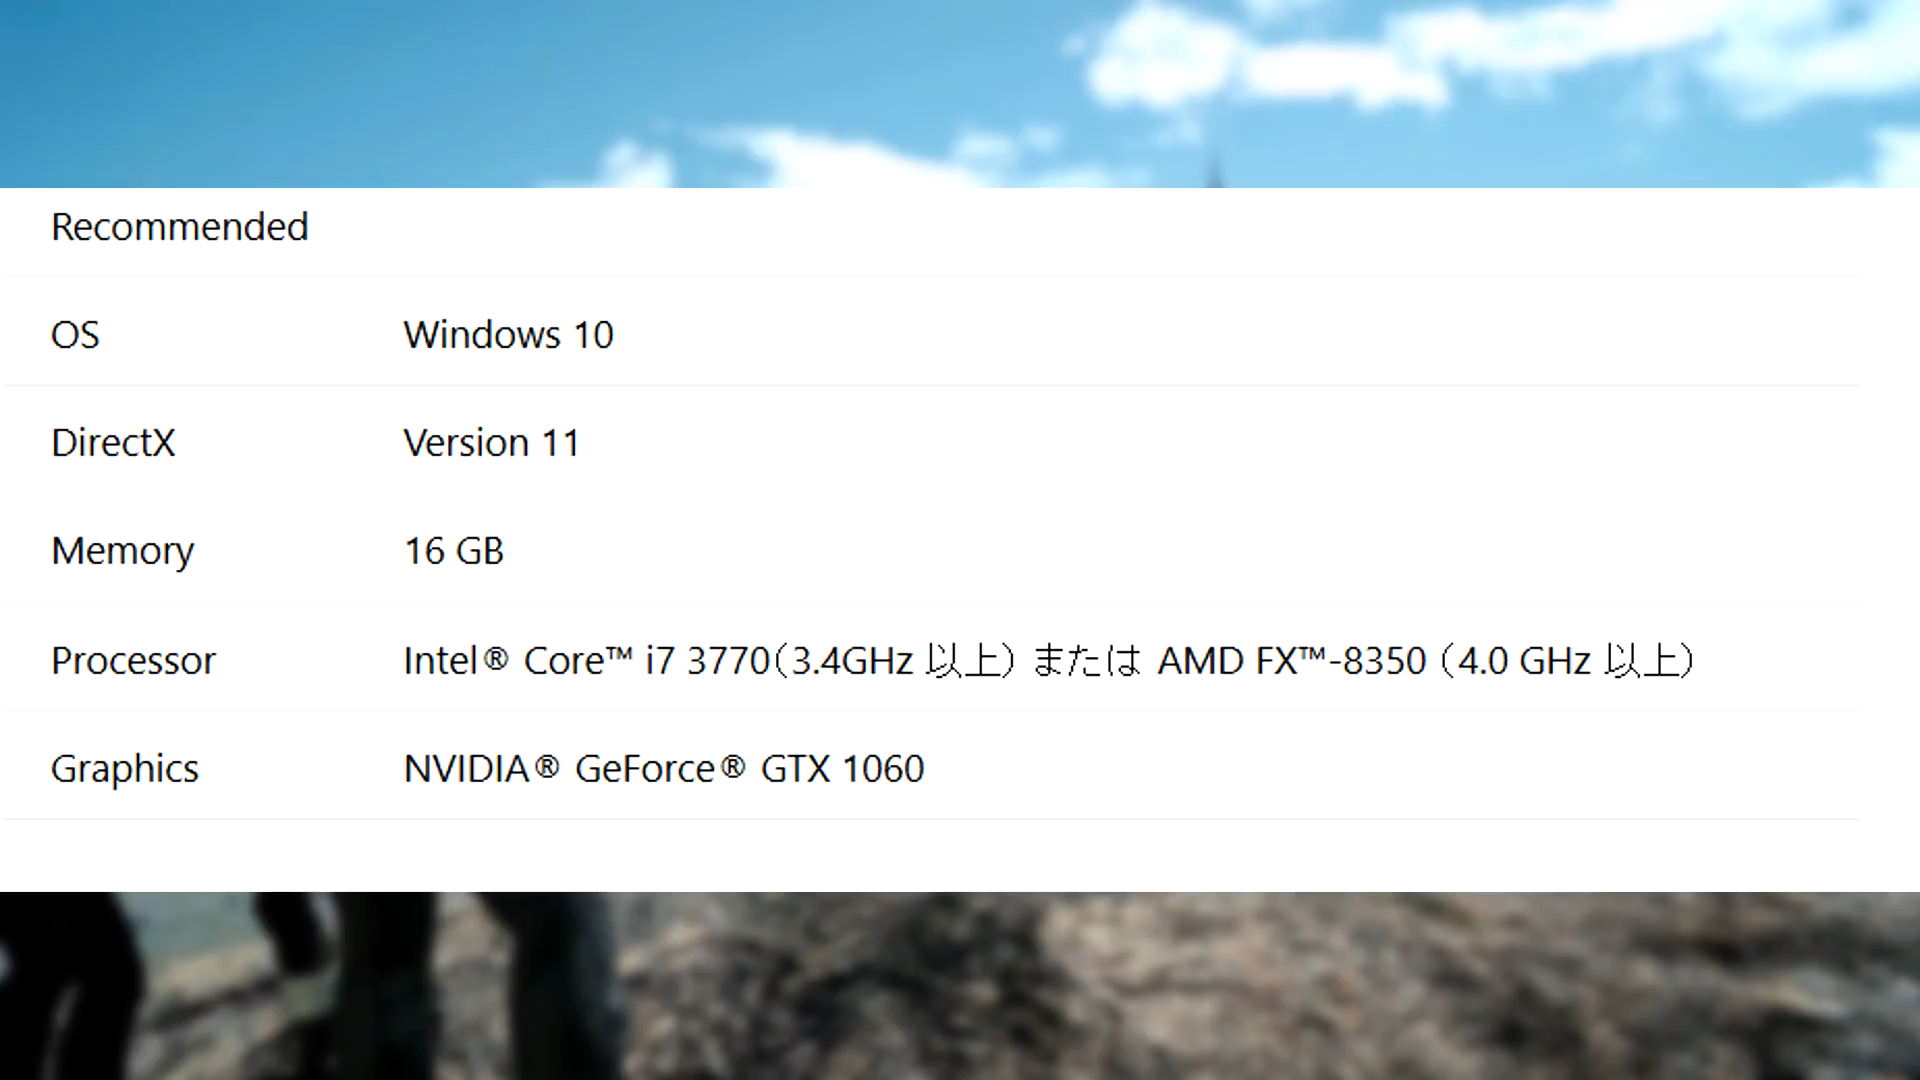 Recommended
OS Windows 10
DirectX Version 11
Memory 16 GB
Processor Intel® Core™ i7 3770(3.4GHz 以上) または AMD FX™-8350 (4.0 GHz 以上)
Graphics NVIDIA® GeForce® GTX 1060